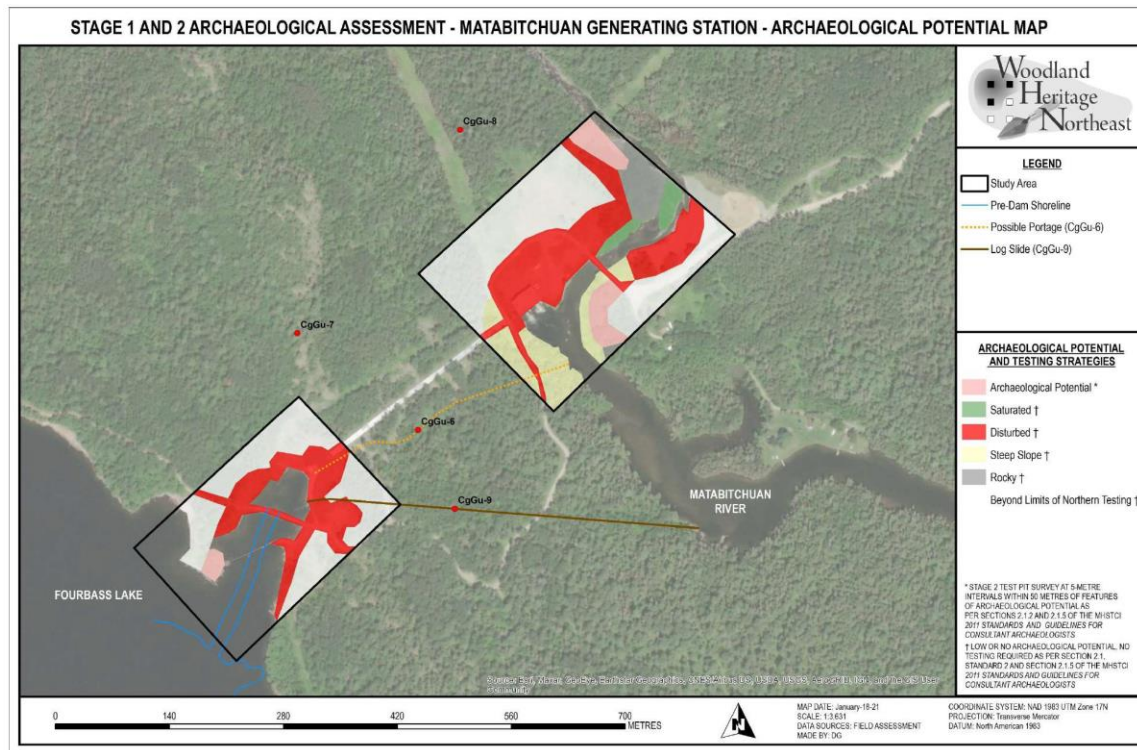 STAGE 1 AND 2 ARCHAEOLOGICAL ASSESSMENT - MATABITCHUAN GENERATING STATION - ARCHAEOLOGICAL POTENTIAL MAP
CgGu-8
CgGu-7
CgGu-6
CgGu-9
MATABITCHUAN
RIVER
FOURBASS LAKE
Woodland
Heritage
Northeast
LEGEND
Study Area
Pre-Dam Shoreline
Possible Portage (CgGu-6)
Log Slide (CgGu-9)
ARCHAEOLOGICAL POTENTIAL
AND TESTING STRATEGIES
Archaeological Potential *
Saturated †
Disturbed †
Steep Slope †
Rocky †
Beyond Limits of Northern Testing †
* STAGE 2 TEST PIT SURVEY AT 5-METRE
INTERVALS WITHIN 50 METRES OF FEATURES
OF ARCHAEOLOGICAL POTENTIAL AS
PER SECTIONS 2.1.2 AND 2.1.5 OF THE MHSTCI
2011 STANDARDS AND GUIDELINES FOR
CONSULTANT ARCHAEOLOGISTS
† LOW OR NO ARCHAEOLOGICAL POTENTIAL, NO
TESTING REQUIRED AS PER SECTION 2.1,
STANDARD 2 AND SECTION 2.1.5 OF THE MHSTCI
2011 STANDARDS AND GUIDELINES FOR
CONSULTANT ARCHAEOLOGISTS
0 140 280 420 560 700
METRES
N
MAP DATE: January-18-21
SCALE: 1:3,631
DATA SOURCES: FIELD ASSESSMENT
MADE BY: DG
COORDINATE SYSTEM: NAD 1983 UTM Zone 17N
PROJECTION: Transverse Mercator
DATUM: North American 1983